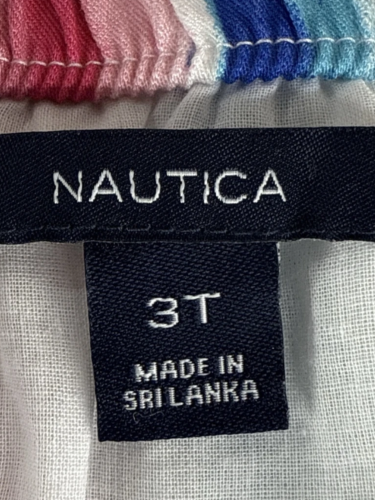 NAUTICA
3T
MADE IN
SRI LANKA